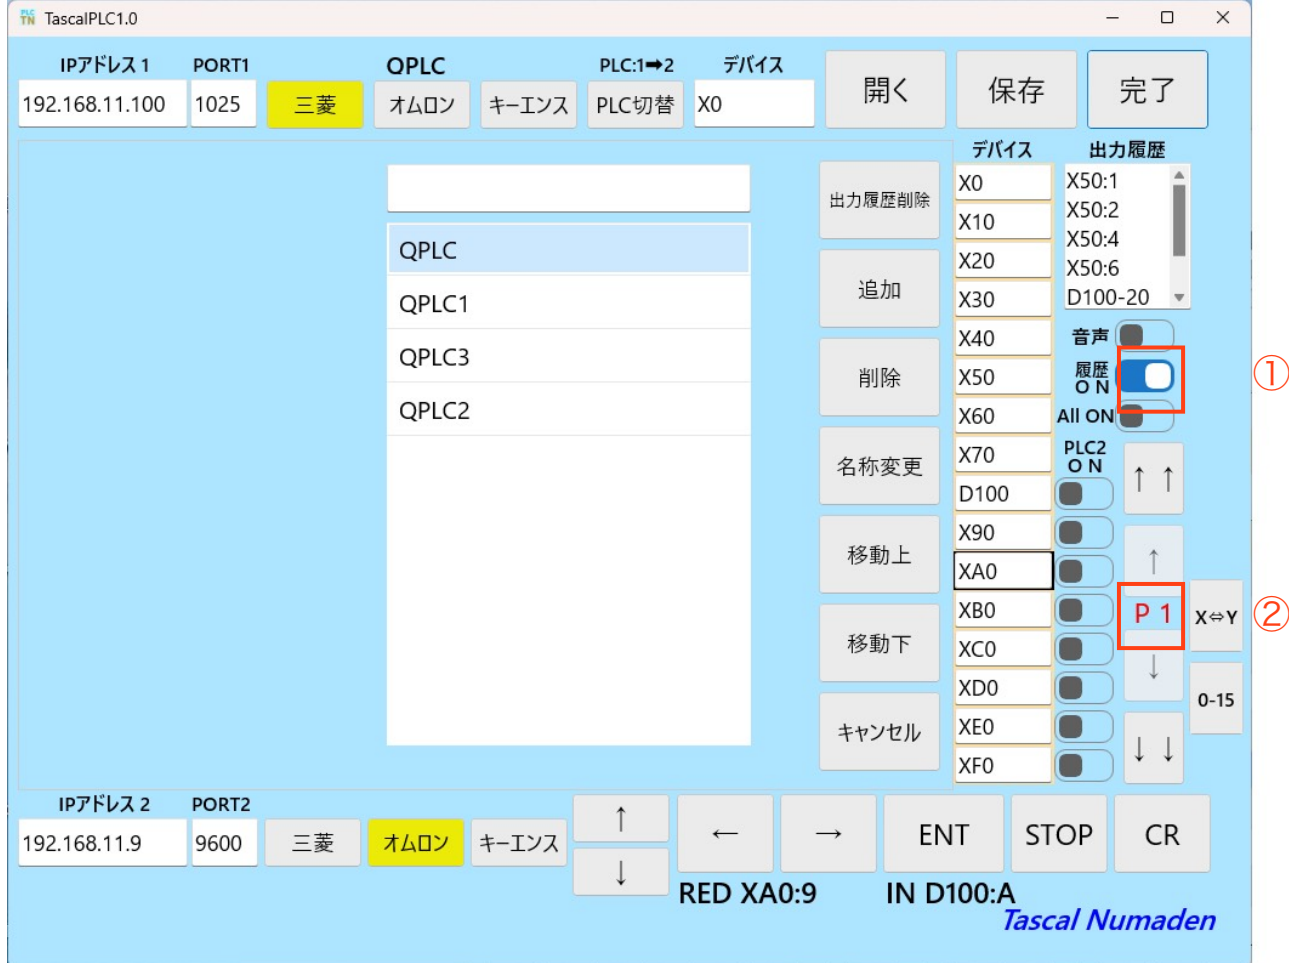 PLC TN TascalPLC1.0
IPアドレス 1 PORT1 QPLC PLC:1➡2 デバイス
192.168.11.100 1025 三菱 オムロン キーエンス PLC切替 X0 開く 保存 完了
デバイス 出力履歴
出力履歴削除
追加
削除
名称変更
移動上
移動下
キャンセル
QPLC
QPLC1
QPLC3
QPLC2
X0
X10
X20
X30
X40
X50
X60
X70
D100
X90
XA0
XB0
XC0
XD0
XE0
XF0
X50:1
X50:2
X50:4
X50:6
D100-20
音声
履歴
ON
①
All ON
PLC2
ON
↑ ↑
↑
P 1
②
↓
↓ ↓
X⇔Y
0-15
IPアドレス 2 PORT2
192.168.11.9 9600 三菱 オムロン キーエンス
↑
↓
← → ENT STOP CR
RED XA0:9 IN D100:A
Tascal Numaden